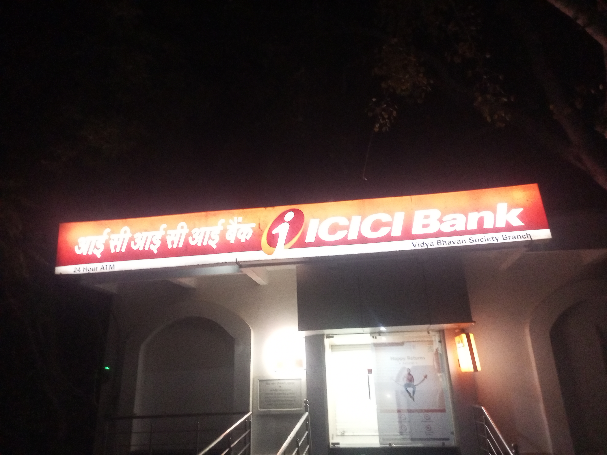 आई सी आई सी आई बैंक
i ICICI Bank
24 Hour ATM
Vidya Bhavan Society Branch